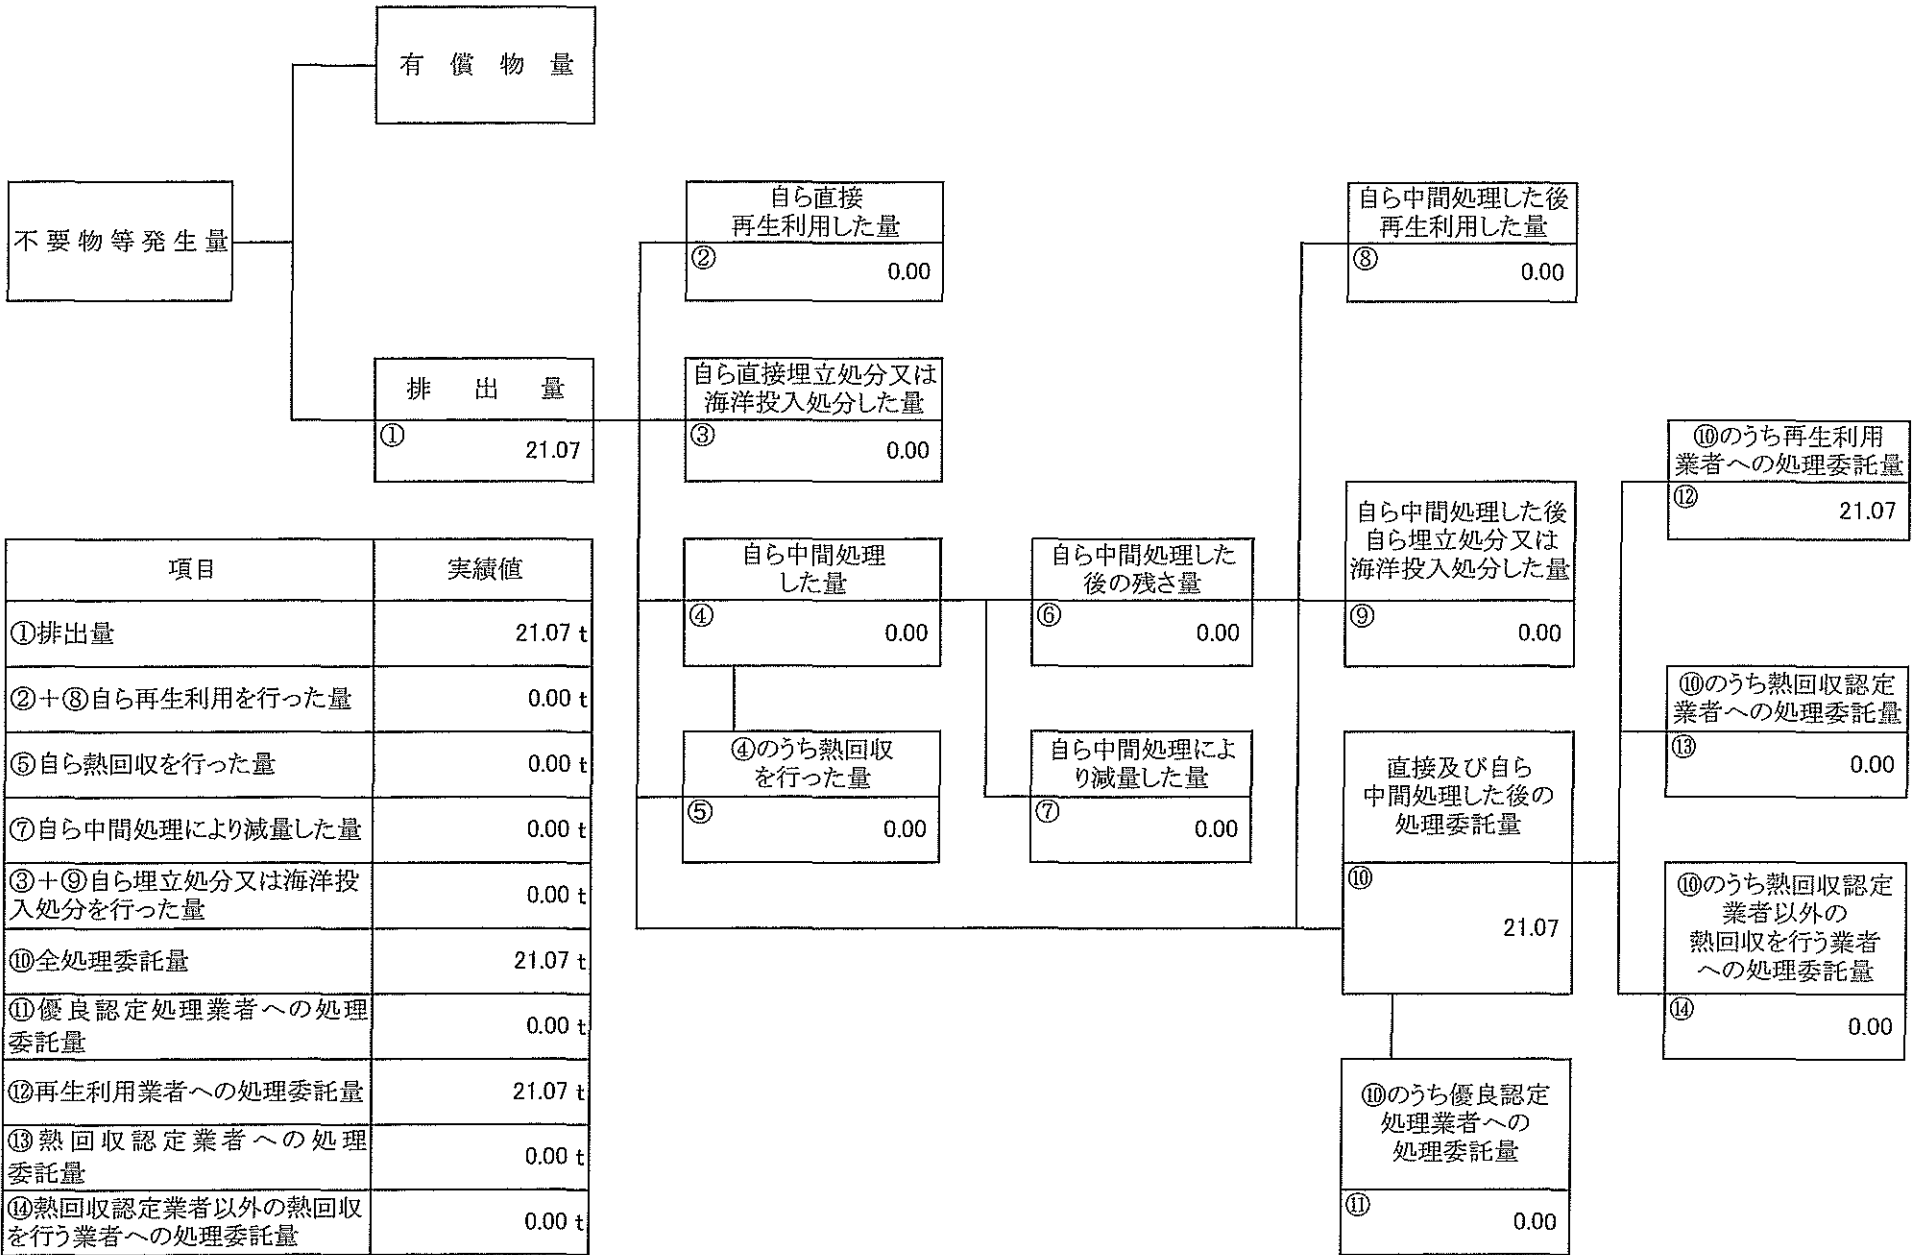 有償物量
不要物等発生量
排出量
①
21.07
自ら直接
再生利用した量
②
0.00
自ら直接埋立処分又は
海洋投入処分した量
③
0.00
自ら中間処理
した量
④
0.00
④のうち熱回収
を行った量
⑤
0.00
自ら中間処理した
後の残さ量
⑥
0.00
自ら中間処理によ
り減量した量
⑦
0.00
自ら中間処理した後
再生利用した量
⑧
0.00
自ら中間処理した後
自ら埋立処分又は
海洋投入処分した量
⑨
0.00
直接及び自ら
中間処理した後の
処理委託量
⑩
21.07
⑩のうち優良認定
処理業者への
処理委託量
⑪
0.00
⑩のうち再生利用
業者への処理委託量
⑫
21.07
⑩のうち熱回収認定
業者への処理委託量
⑬
0.00
⑩のうち熱回収認定
業者以外の
熱回収を行う業者
への処理委託量
⑭
0.00
項目 実績値
①排出量 21.07 t
②+⑧自ら再生利用を行った量 0.00 t
⑤自ら熱回収を行った量 0.00 t
⑦自ら中間処理により減量した量 0.00 t
③+⑨自ら埋立処分又は海洋投
入処分を行った量 0.00 t
⑩全処理委託量 21.07 t
⑪優良認定処理業者への処理
委託量 0.00 t
⑫再生利用業者への処理委託量 21.07 t
⑬熱回収認定業者への処理
委託量 0.00 t
⑭熱回収認定業者以外の熱回収
を行う業者への処理委託量 0.00 t